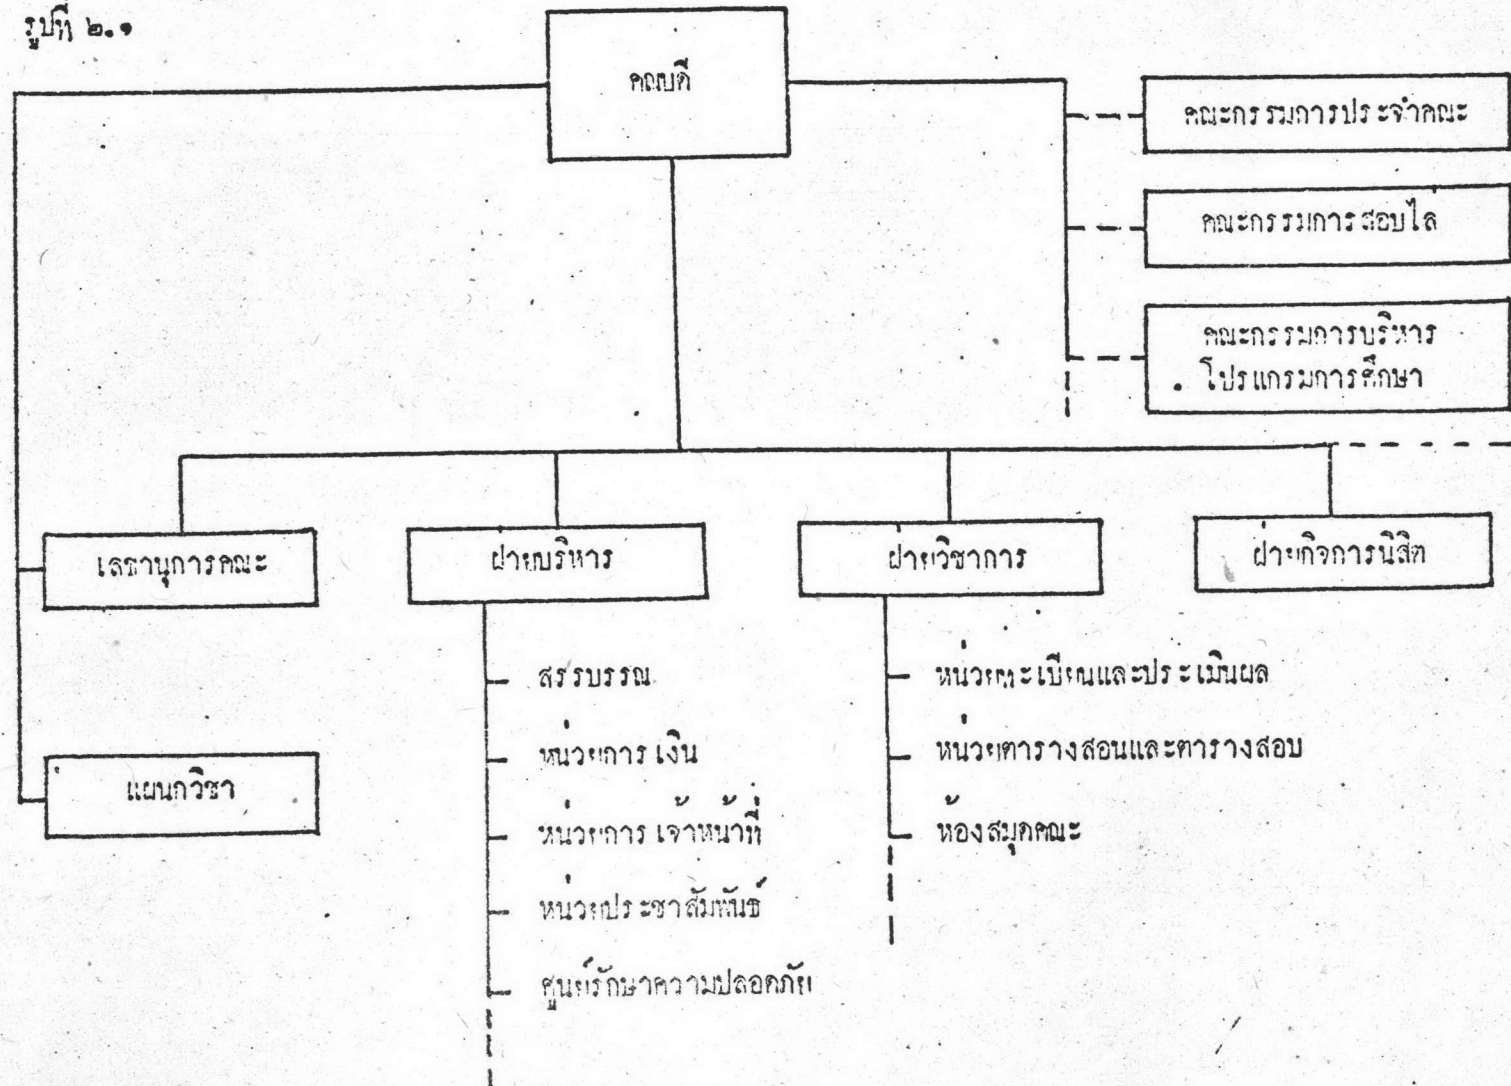 รูปที่ ๒.๑
คณบดี
คณะกรรมการประจำคณะ
คณะกรรมการสอบไล่
คณะกรรมการบริหาร
โปรแกรมการศึกษา
เลขานุการคณะ
ฝ่ายบริหาร
ฝ่ายวิชาการ
ฝ่ายกิจการนิสิต
แผนกวิชา
สรรบรรณ
หน่วยการเงิน
หน่วยการเจ้าหน้าที่
หน่วยประชาสัมพันธ์
ศูนย์รักษาความปลอดภัย
หน่วยทะเบียนและประเมินผล
หน่วยตารางสอนและตารางสอบ
ห้องสมุดคณะ